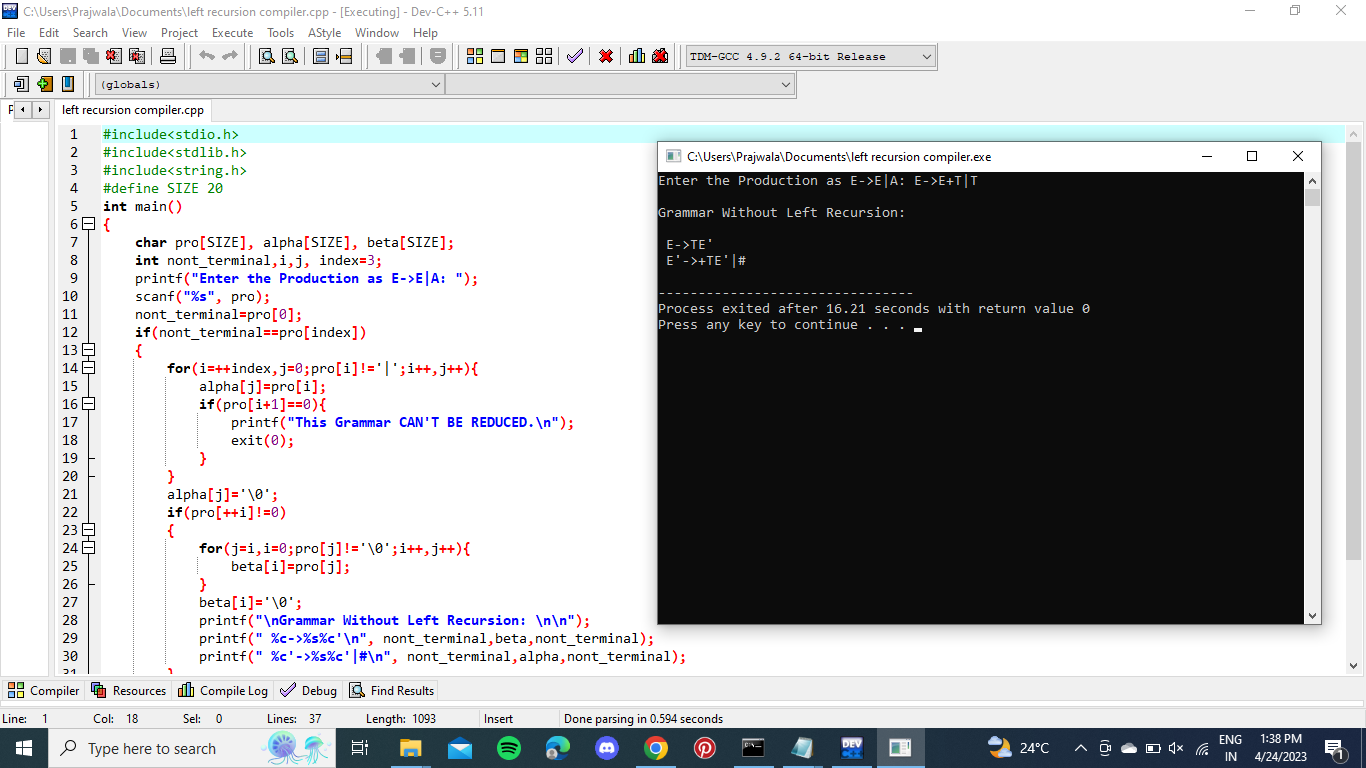 C:\Users\Prajwala\Documents\left recursion compiler.cpp - [Executing] - Dev-C++ 5.11
File Edit Search View Project Execute Tools AStyle Window Help
TDM-GCC 4.9.2 64-bit Release
(globals)
left recursion compiler.cpp
1 #include<stdio.h>
2 #include<stdlib.h>
3 #include<string.h>
4 #define SIZE 20
5 int main()
6 {
7 char pro[SIZE], alpha[SIZE], beta[SIZE];
8 int nont_terminal,i,j, index=3;
9 printf("Enter the Production as E->E|A: ");
10 scanf("%s", pro);
11 nont_terminal=pro[0];
12 if(nont_terminal==pro[index])
13 {
14 for(i=++index,j=0;pro[i]!='|';i++,j++){
15 alpha[j]=pro[i];
16 if(pro[i+1]==0){
17 printf("This Grammar CAN'T BE REDUCED.\n");
18 exit(0);
19 }
20 }
21 alpha[j]='\0';
22 if(pro[++i]!=0)
23 {
24 for(j=i,i=0;pro[j]!='\0';i++,j++){
25 beta[i]=pro[j];
26 }
27 beta[i]='\0';
28 printf("\nGrammar Without Left Recursion: \n\n");
29 printf(" %c->%s%c'\n", nont_terminal,beta,nont_terminal);
30 printf(" %c'->%s%c'|#\n", nont_terminal,alpha,nont_terminal);
C:\Users\Prajwala\Documents\left recursion compiler.exe
Enter the Production as E->E|A: E->E+T|T
Grammar Without Left Recursion:
E->TE'
E'->+TE'|#
--------------------------------
Process exited after 16.21 seconds with return value 0
Press any key to continue . . .
Compiler Resources Compile Log Debug Find Results
Line: 1 Col: 18 Sel: 0 Lines: 37 Length: 1093 Insert Done parsing in 0.594 seconds
Type here to search
24°C
ENG
IN
1:38 PM
4/24/2023
1